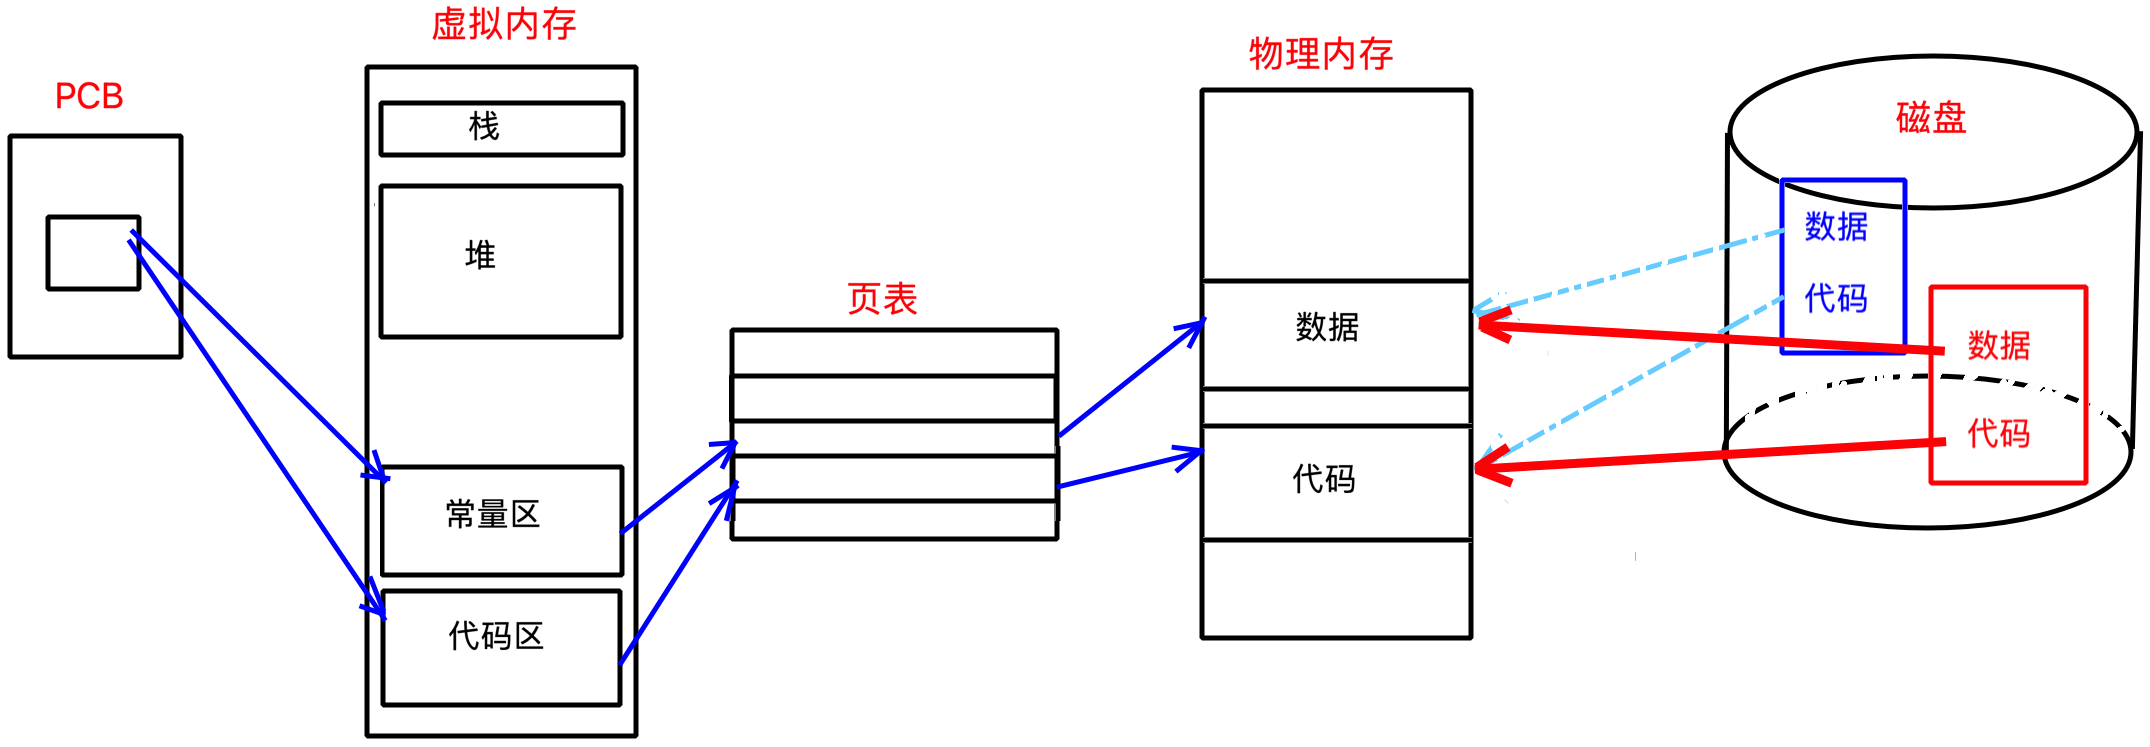 PCB
虚拟内存
栈
堆
常量区
代码区
页表
物理内存
数据
代码
磁盘
数据
代码
数据
代码